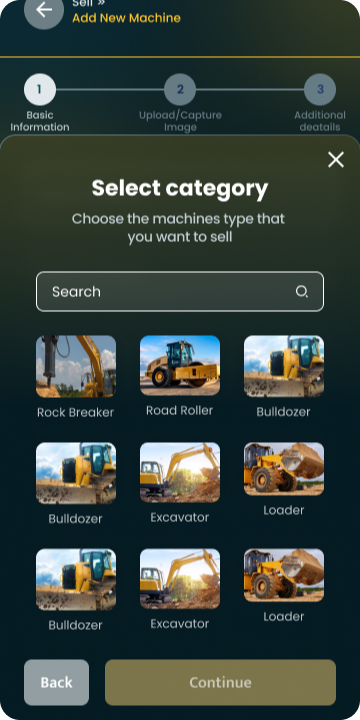 Sell »
Add New Machine
1
2
3
Basic
Information
Upload/Capture
Image
Additional
deatails
Select category
Choose the machines type that
you want to sell
Search
Rock Breaker
Road Roller
Bulldozer
Bulldozer
Excavator
Loader
Bulldozer
Excavator
Loader
Back
Continue